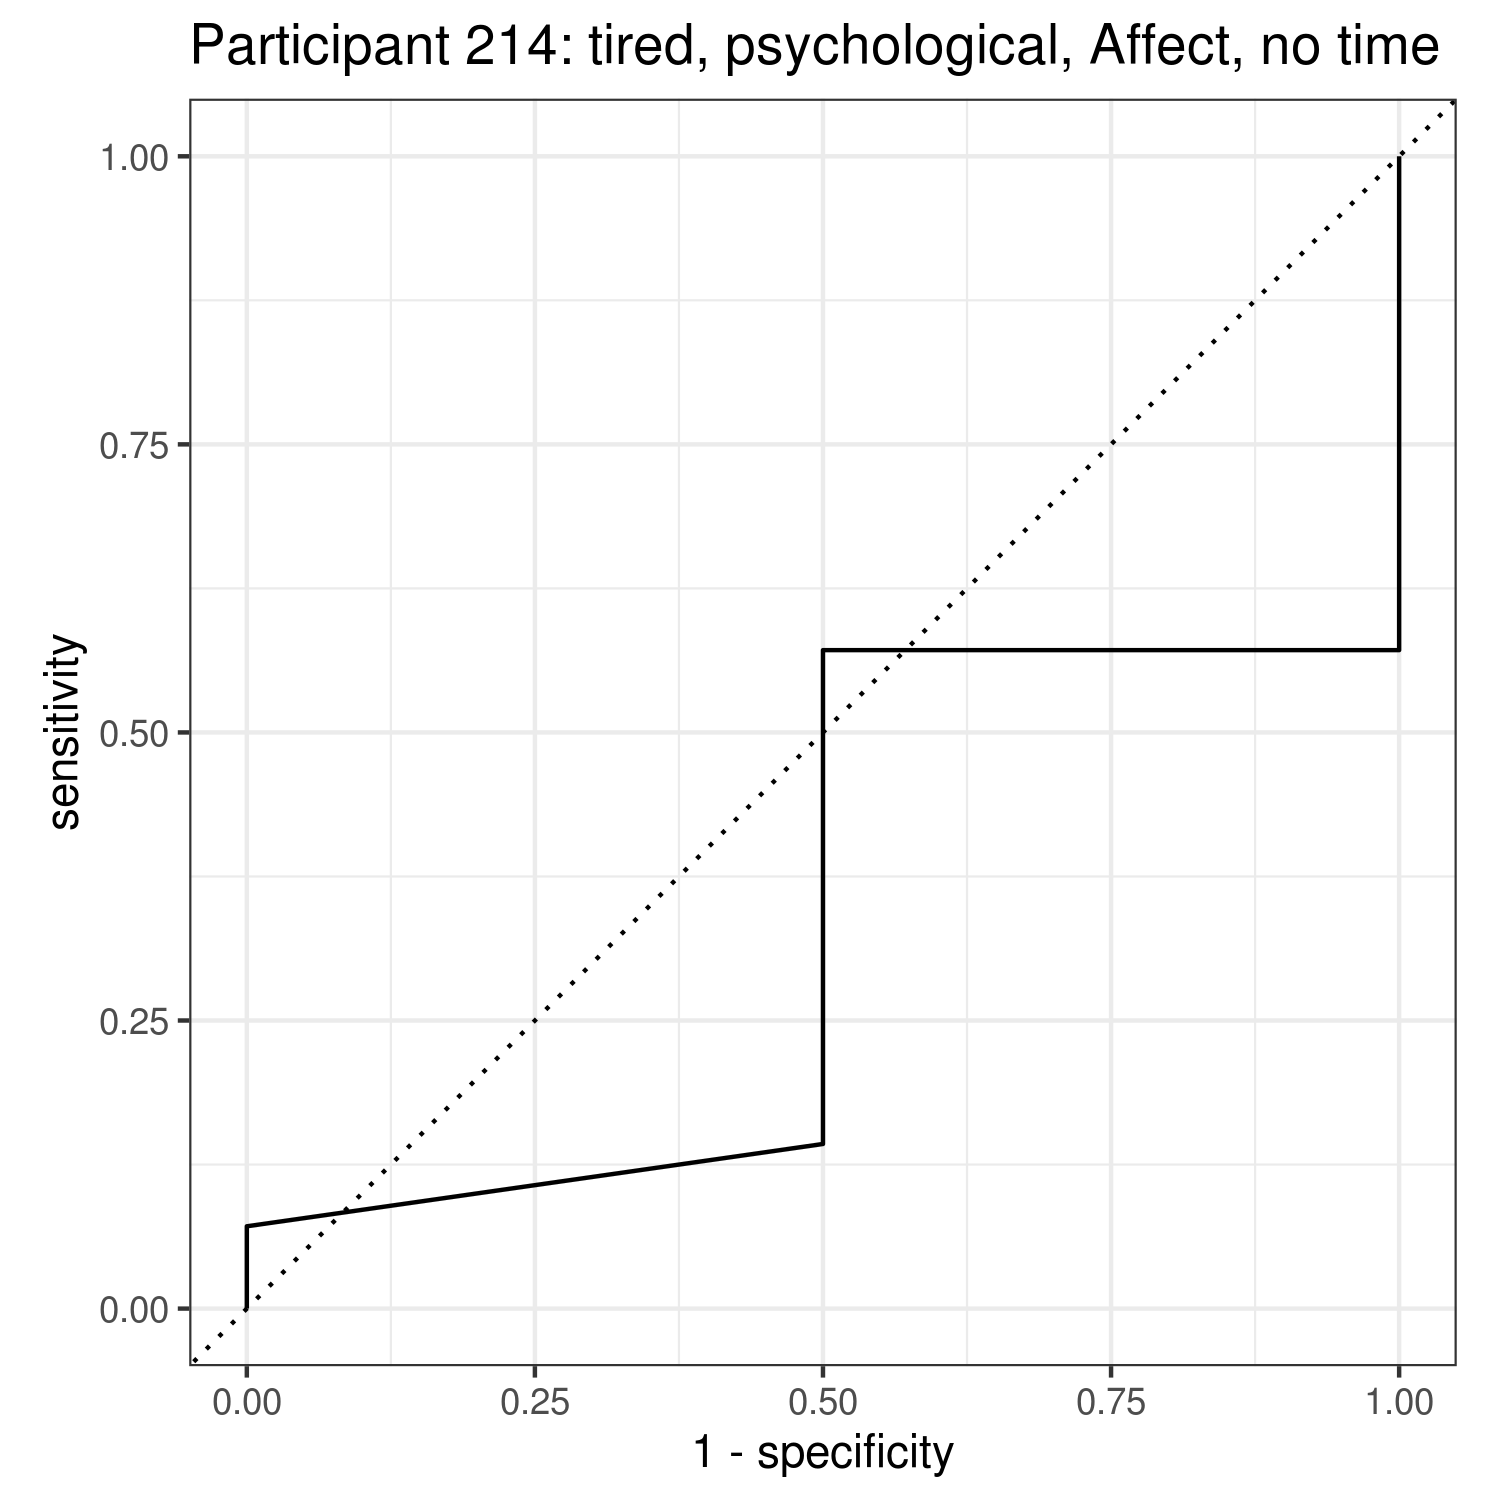 Participant 214: tired, psychological, Affect, no time
1.00
0.75
0.50
0.25
0.00
sensitivity
0.00 0.25 0.50 0.75 1.00
1 - specificity